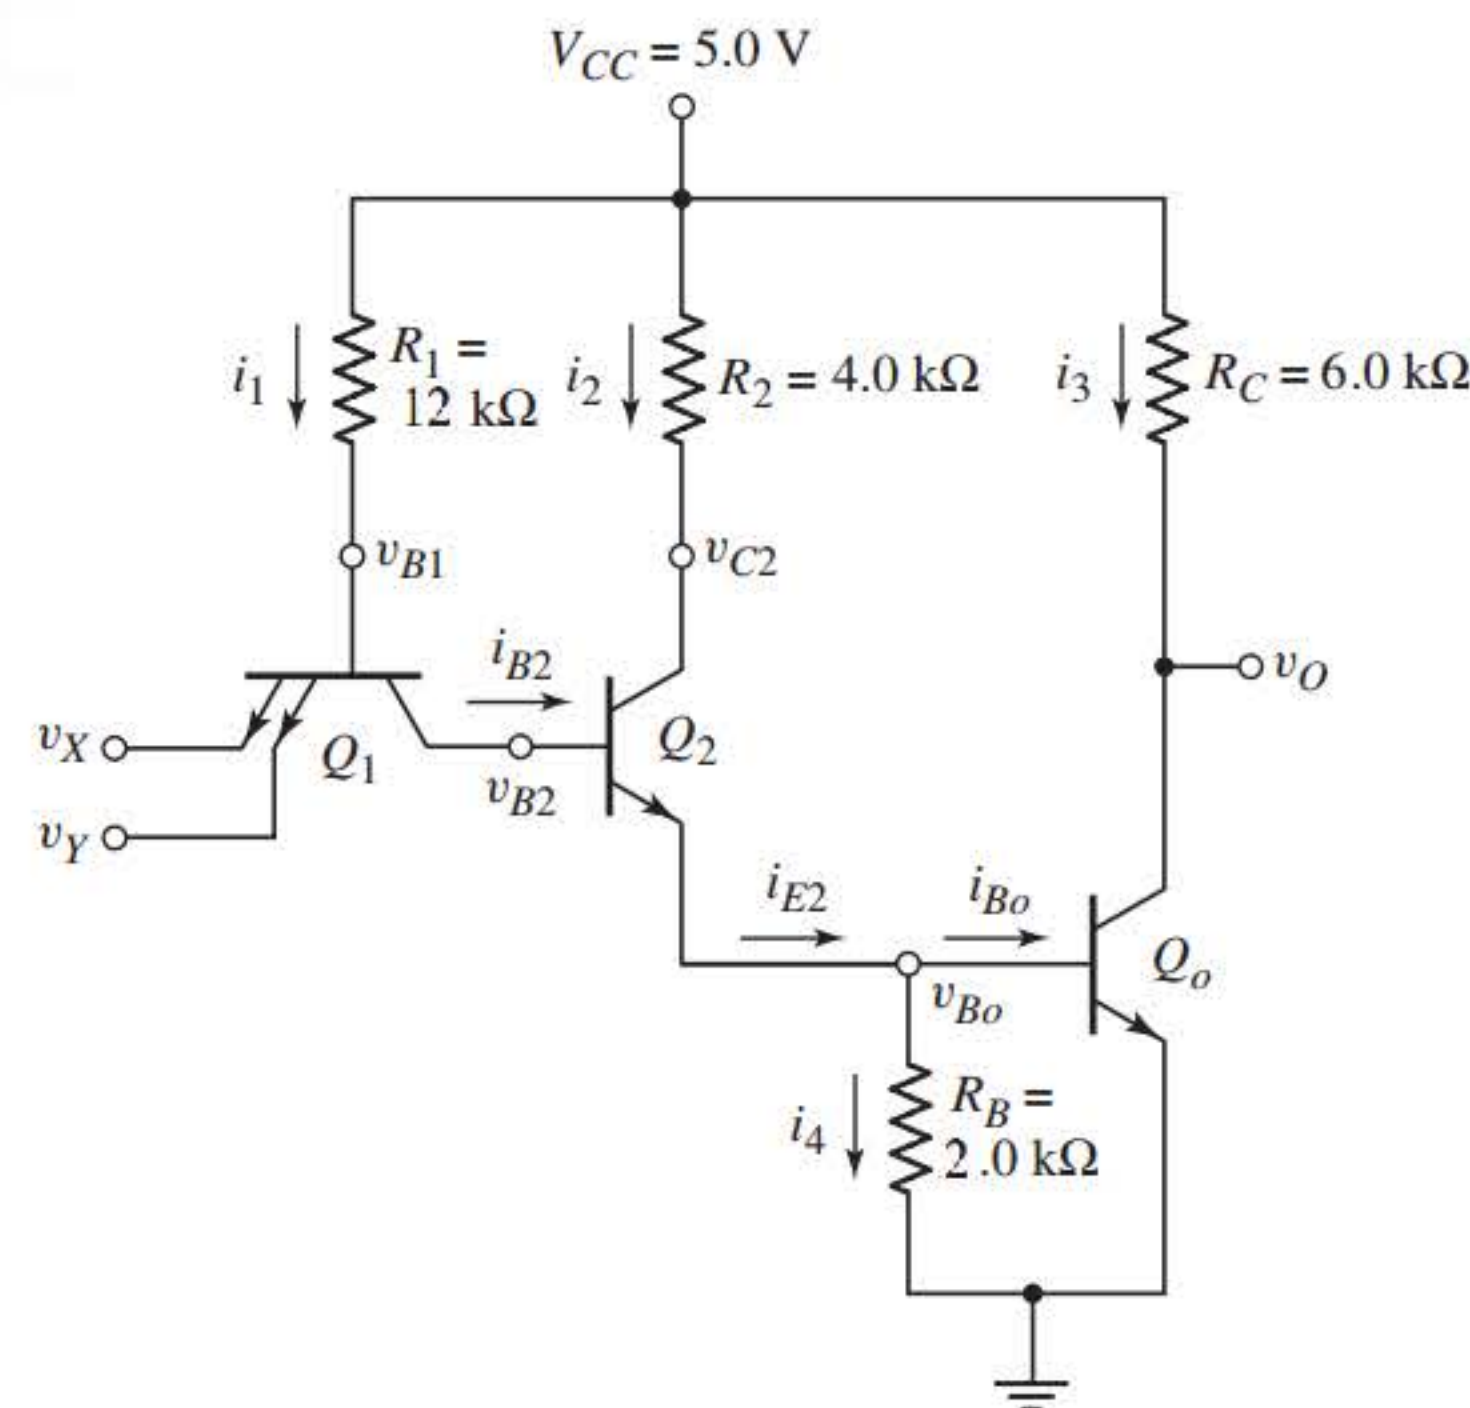 V_CC = 5.0 V
i_1
R_1 =
12 kΩ
i_2
R_2 = 4.0 kΩ
i_3
R_C = 6.0 kΩ
v_B1
v_C2
i_B2
v_O
v_X
Q_1
v_B2
Q_2
v_Y
i_E2
i_Bo
v_Bo
Q_o
i_4
R_B =
2.0 kΩ